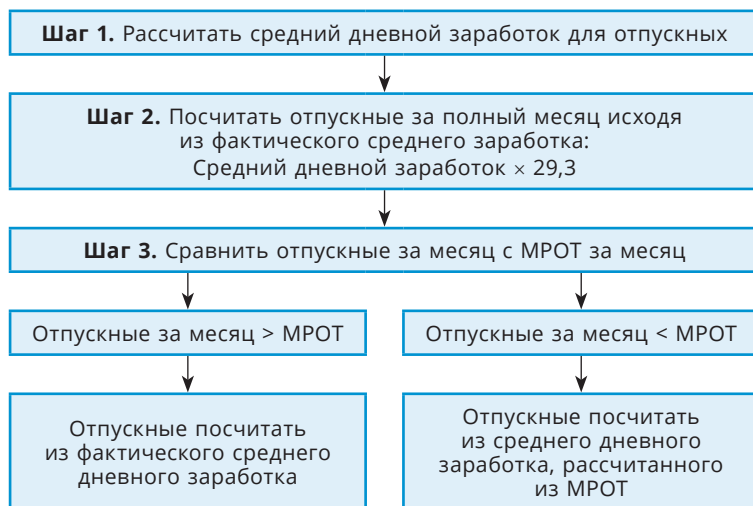 Шаг 1. Рассчитать средний дневной заработок для отпускных
Шаг 2. Посчитать отпускные за полный месяц исходя
из фактического среднего заработка:
Средний дневной заработок × 29,3
Шаг 3. Сравнить отпускные за месяц с МРОТ за месяц
Отпускные за месяц > МРОТ
Отпускные за месяц < МРОТ
Отпускные посчитать
из фактического среднего
дневного заработка
Отпускные посчитать
из среднего дневного
заработка, рассчитанного
из МРОТ